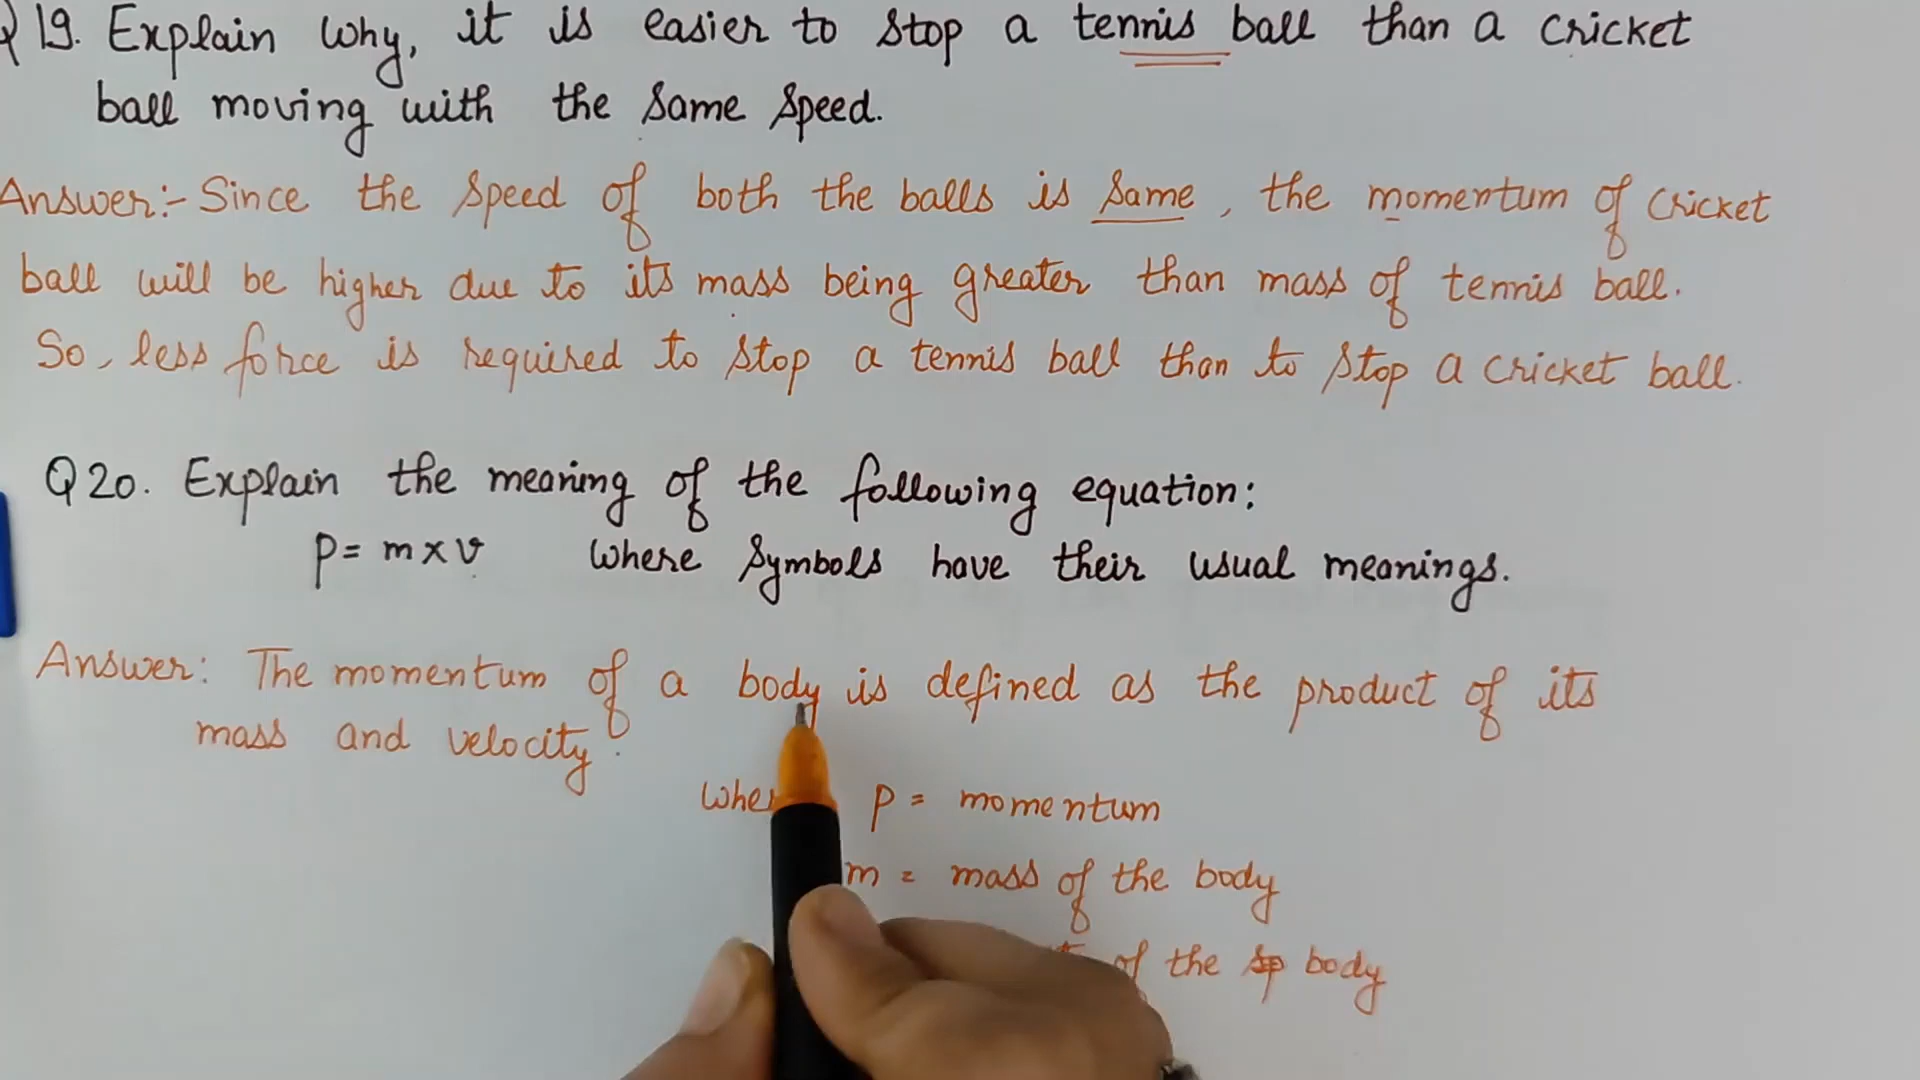 Q19. Explain why, it is easier to stop a tennis ball than a cricket
ball moving with the same speed.
Answer:- Since the speed of both the balls is same, the momentum of cricket
ball will be higher due to its mass being greater than mass of tennis ball.
So, less force is required to stop a tennis ball than to stop a cricket ball.
Q20. Explain the meaning of the following equation:
p = m x v where symbols have their usual meanings.
Answer: The momentum of a body is defined as the product of its
mass and velocity.
p = momentum
m = mass of the body
of the body